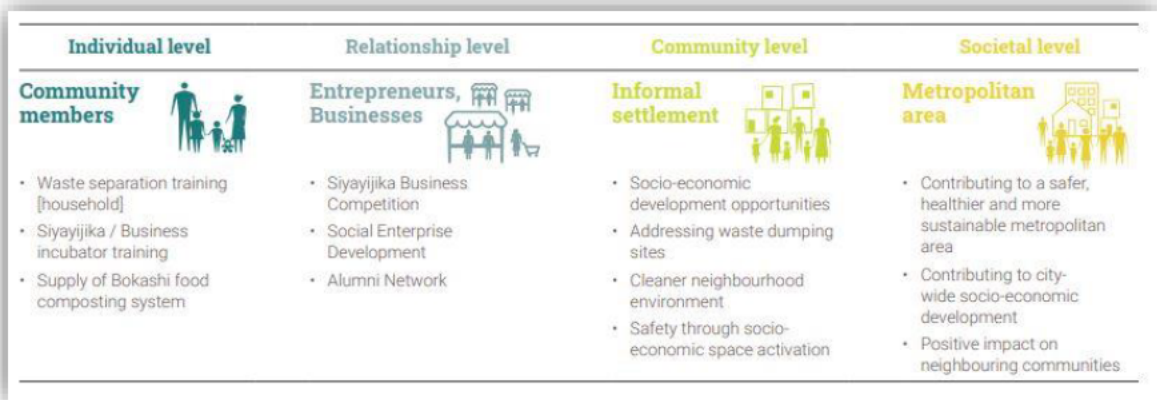 Individual level
Relationship level
Community level
Societal level
Community
members
• Waste separation training
[household]
• Siyayijika / Business
incubator training
• Supply of Bokashi food
composting system
Entrepreneurs,
Businesses
• Siyayijika Business
Competition
• Social Enterprise
Development
• Alumni Network
Informal
settlement
• Socio-economic
development opportunities
• Addressing waste dumping
sites
• Cleaner neighbourhood
environment
• Safety through socio-
economic space activation
Metropolitan
area
• Contributing to a safer,
healthier and more
sustainable metropolitan
area
• Contributing to city-
wide socio-economic
development
• Positive impact on
neighbouring communities